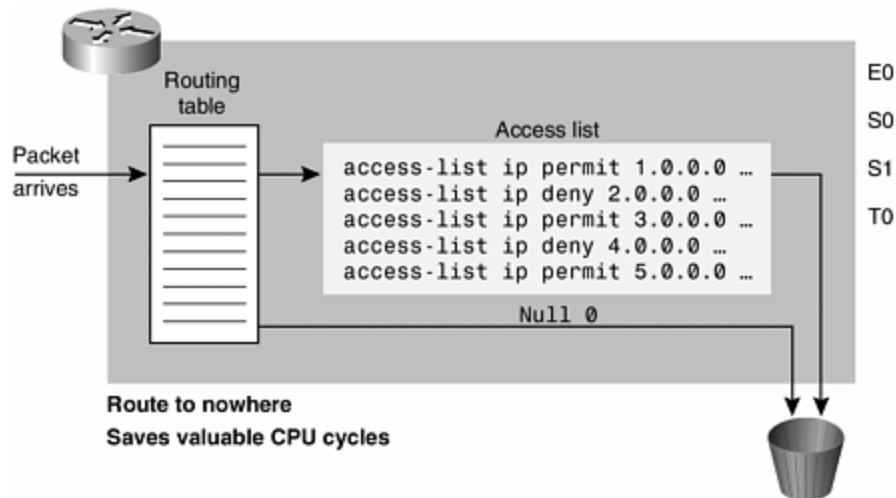 Routing
table
Packet
arrives
Access list
access-list ip permit 1.0.0.0 …
access-list ip deny 2.0.0.0 …
access-list ip permit 3.0.0.0 …
access-list ip deny 4.0.0.0 …
access-list ip permit 5.0.0.0 …
Null 0
E0
S0
S1
T0
Route to nowhere
Saves valuable CPU cycles